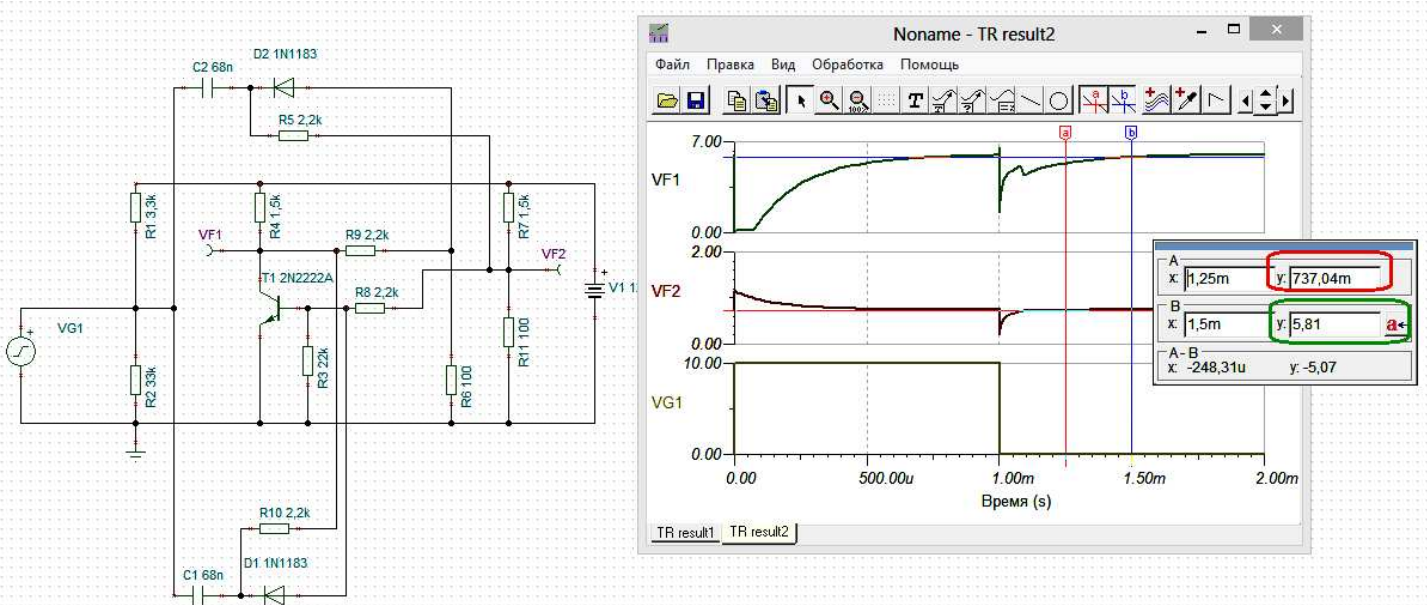 D2 1N1183
C2 68n
R5 2,2k
R1 3,3k
R4 1,5k
R7 1,5k
VF1
R9 2,2k
VF2
T1 2N2222A
R8 2,2k
V1 1
VG1
R3 22k
R11 100
R2 33k
R6 100
R10 2,2k
D1 1N1183
C1 68n
Noname - TR result2
Файл Правка Вид Обработка Помощь
100%
T
a b
a b
7.00
VF1
0.00
2.00
VF2
0.00
10.00
VG1
0.00
0.00 500.00u 1.00m 1.50m 2.00m
Время (s)
TR result1 TR result2
A
x: 1,25m y: 737,04m
B
x: 1,5m y: 5,81 a
A - B
x: -248,31u y: -5,07